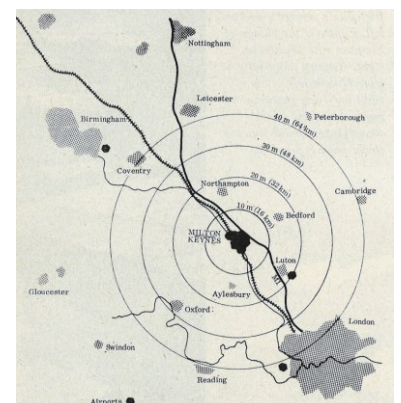 Nottingham
Leicester
40 m (64 km)
Peterborough
Birmingham
30 m (48 km)
Coventry
Northampton
20 m (32 km)
Cambridge
10 m (16 km)
Bedford
MILTON
KEYNES
Luton
M1
Aylesbury
Gloucester
Oxford
London
Swindon
Reading
Airports